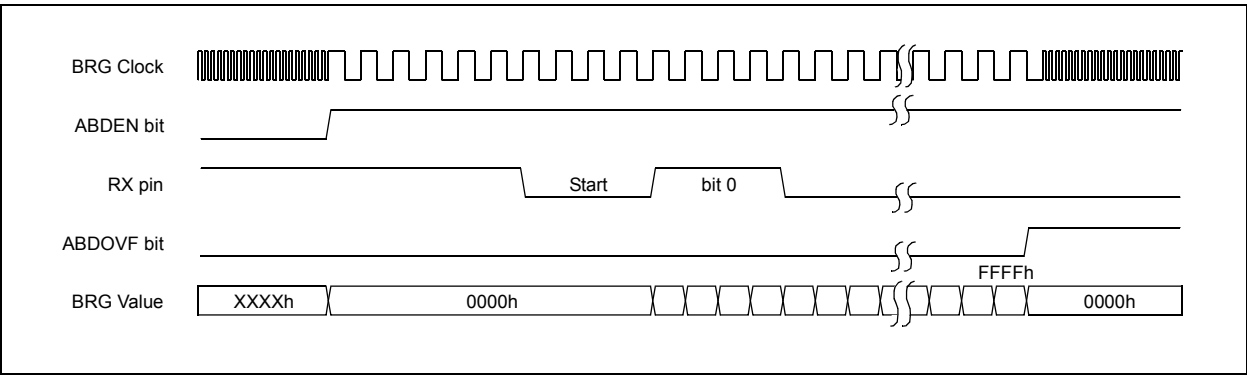 BRG Clock
ABDEN bit
RX pin
Start
bit 0
ABDOVF bit
FFFFh
BRG Value
XXXXh
0000h
0000h